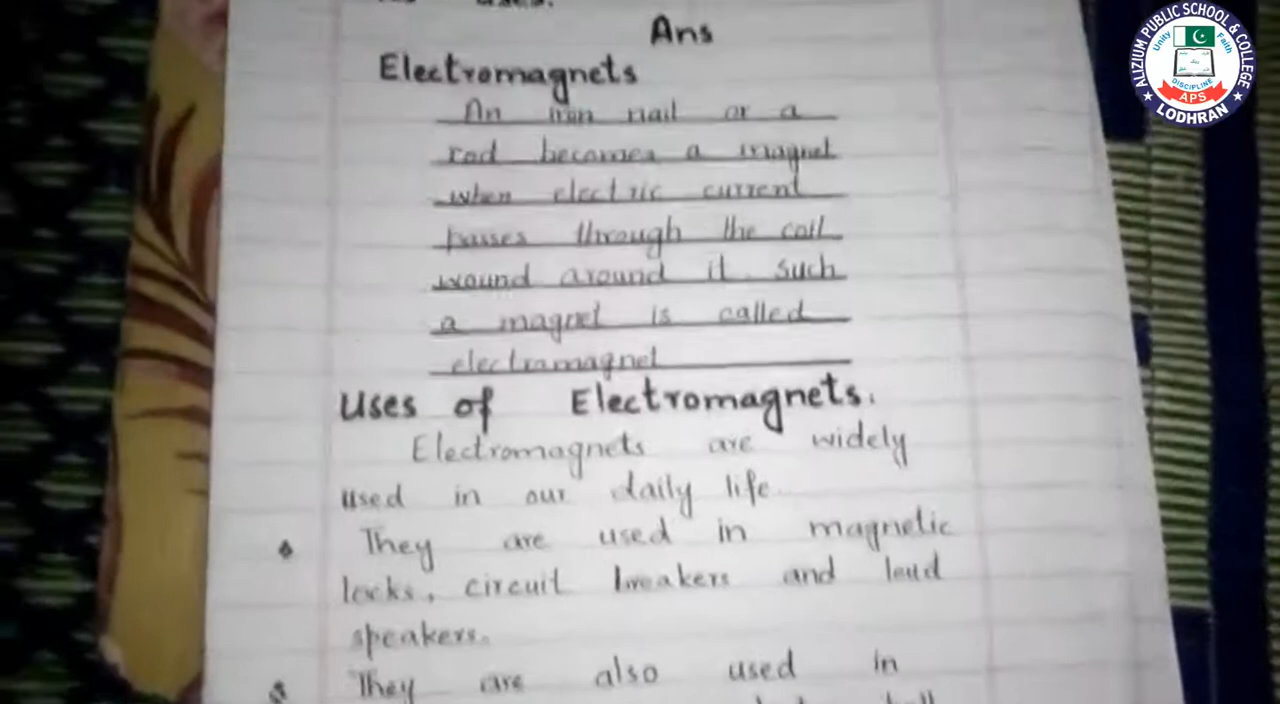 uses.
Ans
Electromagnets
An iron nail or a
rod becomes a magnet
when electric current
passes through the coil
wound around it. such
a magnet is called
electromagnet
Uses of Electromagnets.
Electromagnets are widely
used in our daily life.
They are used in magnetic
locks, circuit breakers and loud
speakers.
They are also used in
ALIZIUM PUBLIC SCHOOL & COLLEGE
Unity
Faith
DISCIPLINE
APS
LODHRAN